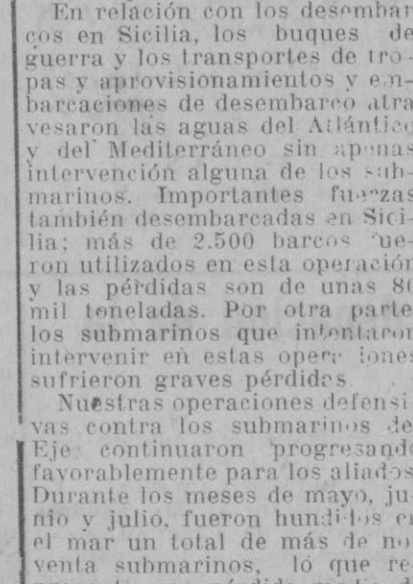 En relación con los desembar
cos en Sicilia, los buques de
guerra y los transportes de tro-
pas y aprovisionamientos y em-
barcaciones de desembarco atra
vesaron las aguas del Atlántico
y del Mediterráneo sin apenas
intervención alguna de los sub-
marinos. Importantes fuerzas
también desembarcadas en Sici-
lia; más de 2.500 barcos fue-
ron utilizados en esta operación
y las pérdidas son de unas 80
mil toneladas. Por otra parte
los submarinos que intentaron
intervenir en estas operaciones
sufrieron graves pérdidas
Nuestras operaciones defensi
vas contra los submarinos de
Eje continuaron progresando
favorablemente para los aliados
Durante los meses de mayo, ju
nio y julio, fueron hundidos en
el mar un total de más de no
venta submarinos, lo que re